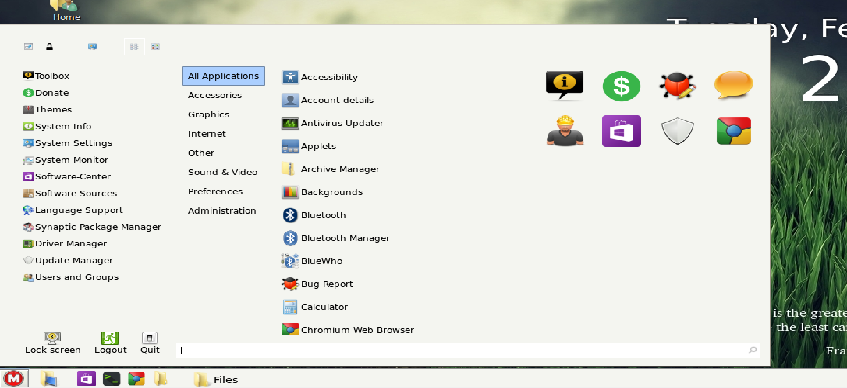 Home
Tuesday, Fe
2
Toolbox
Donate
Themes
System Info
System Settings
System Monitor
Software-Center
Software Sources
Language Support
Synaptic Package Manager
Driver Manager
Update Manager
Users and Groups
Lock screen
Logout
Quit
All Applications
Accessories
Graphics
Internet
Other
Sound & Video
Preferences
Administration
Accessibility
Account details
Antivirus Updater
Applets
Archive Manager
Backgrounds
Bluetooth
Bluetooth Manager
BlueWho
Bug Report
Calculator
Chromium Web Browser
is the greate
the least ca
Fra
Files